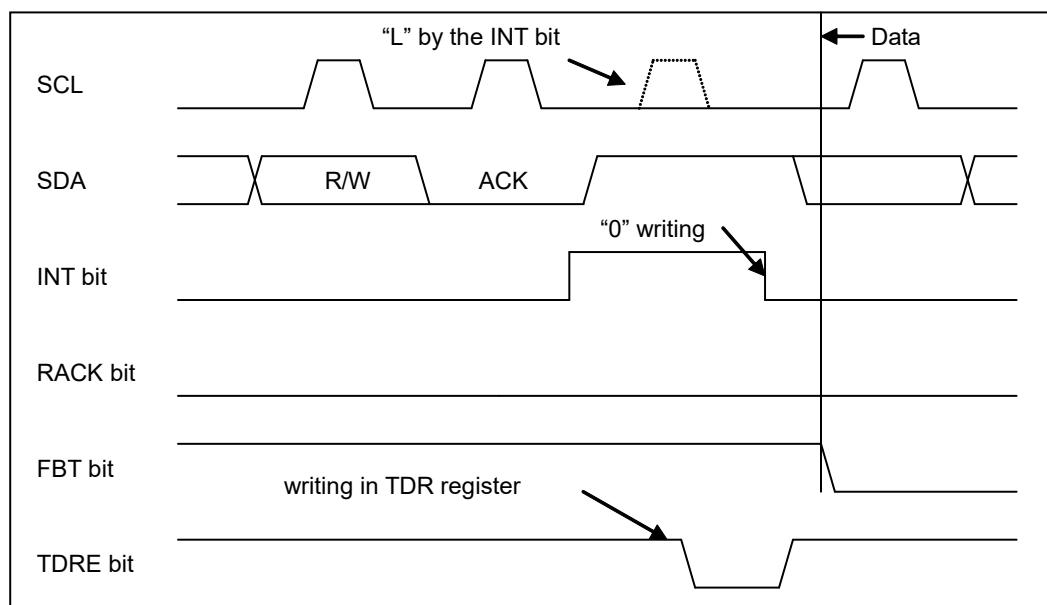 “L” by the INT bit
Data
SCL
SDA
R/W
ACK
“0” writing
INT bit
RACK bit
FBT bit
writing in TDR register
TDRE bit